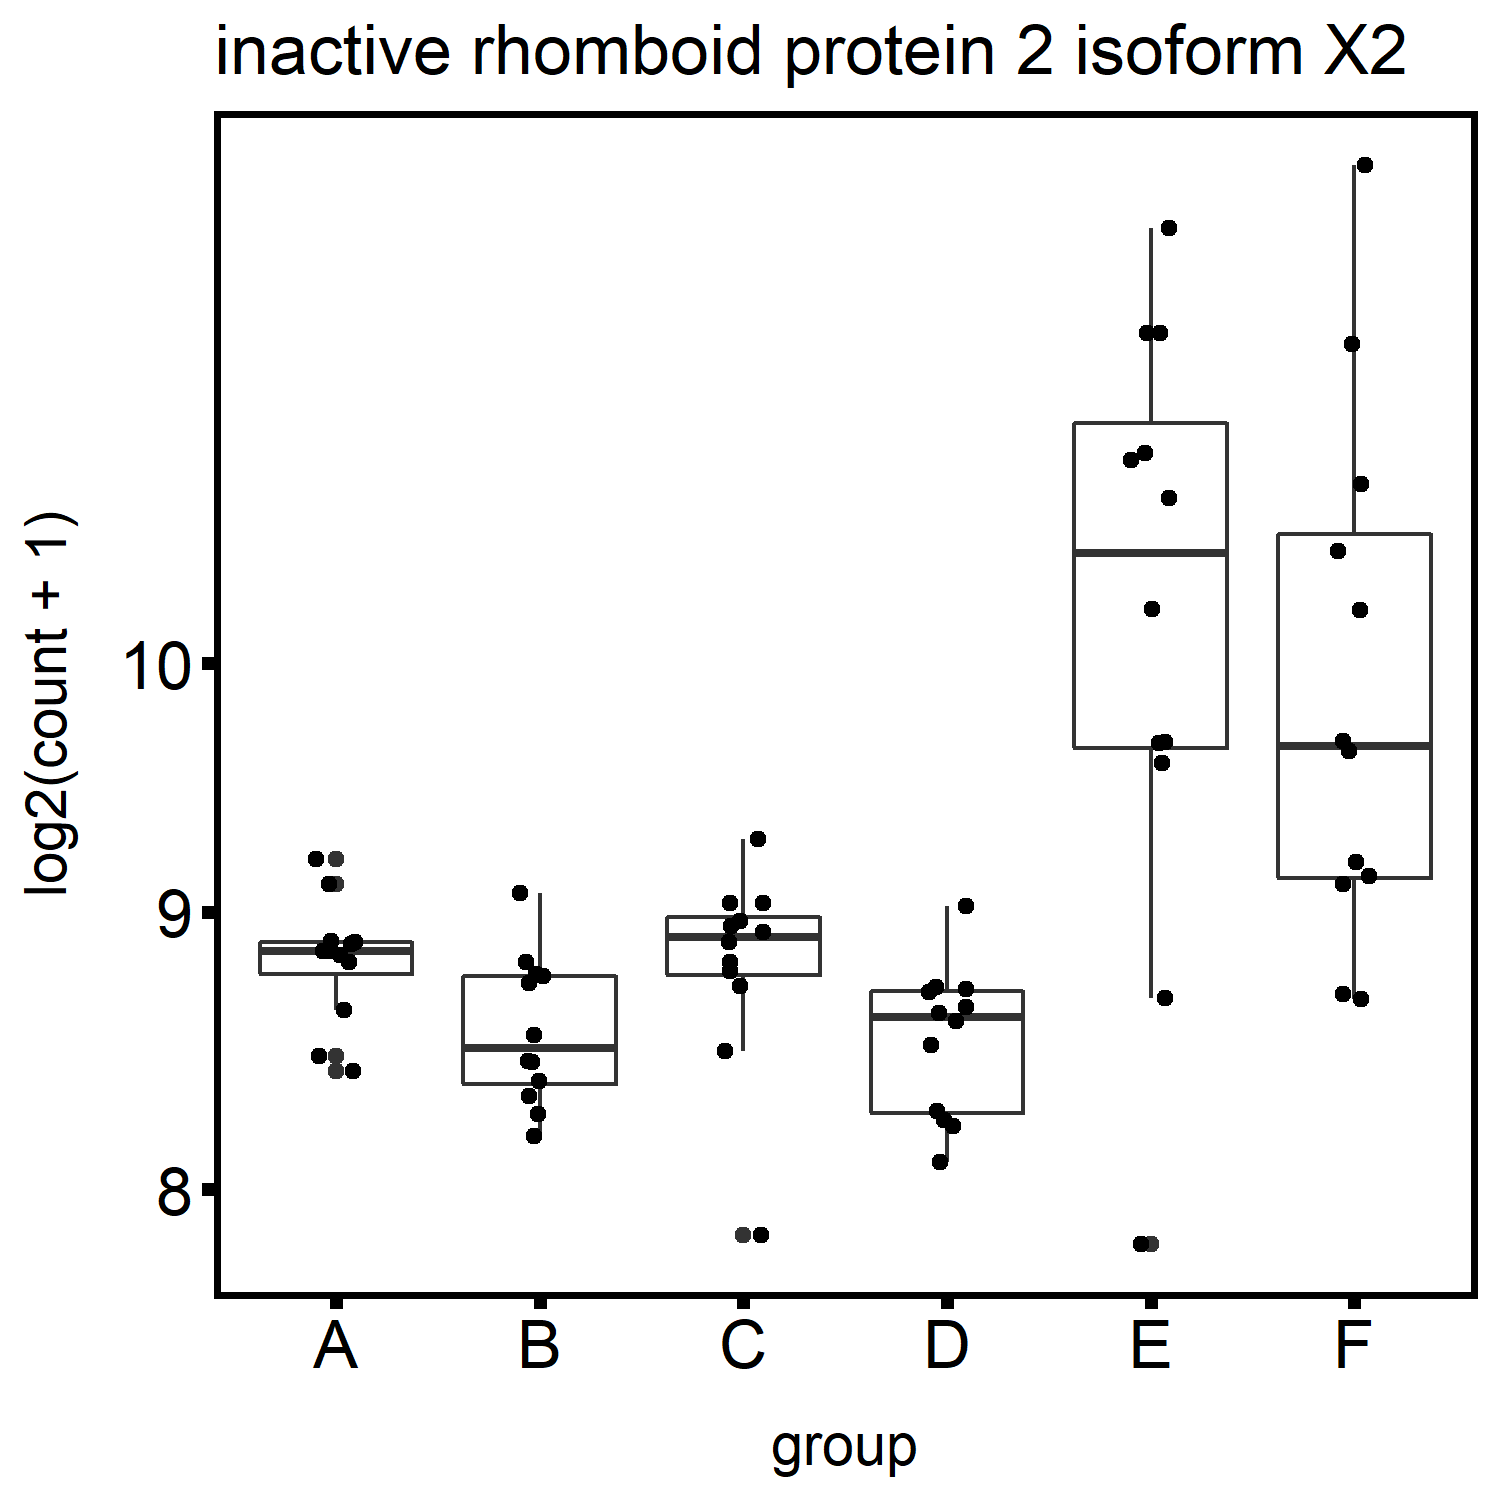 inactive rhomboid protein 2 isoform X2
log2(count + 1)
10
9
8
A B C D E F
group